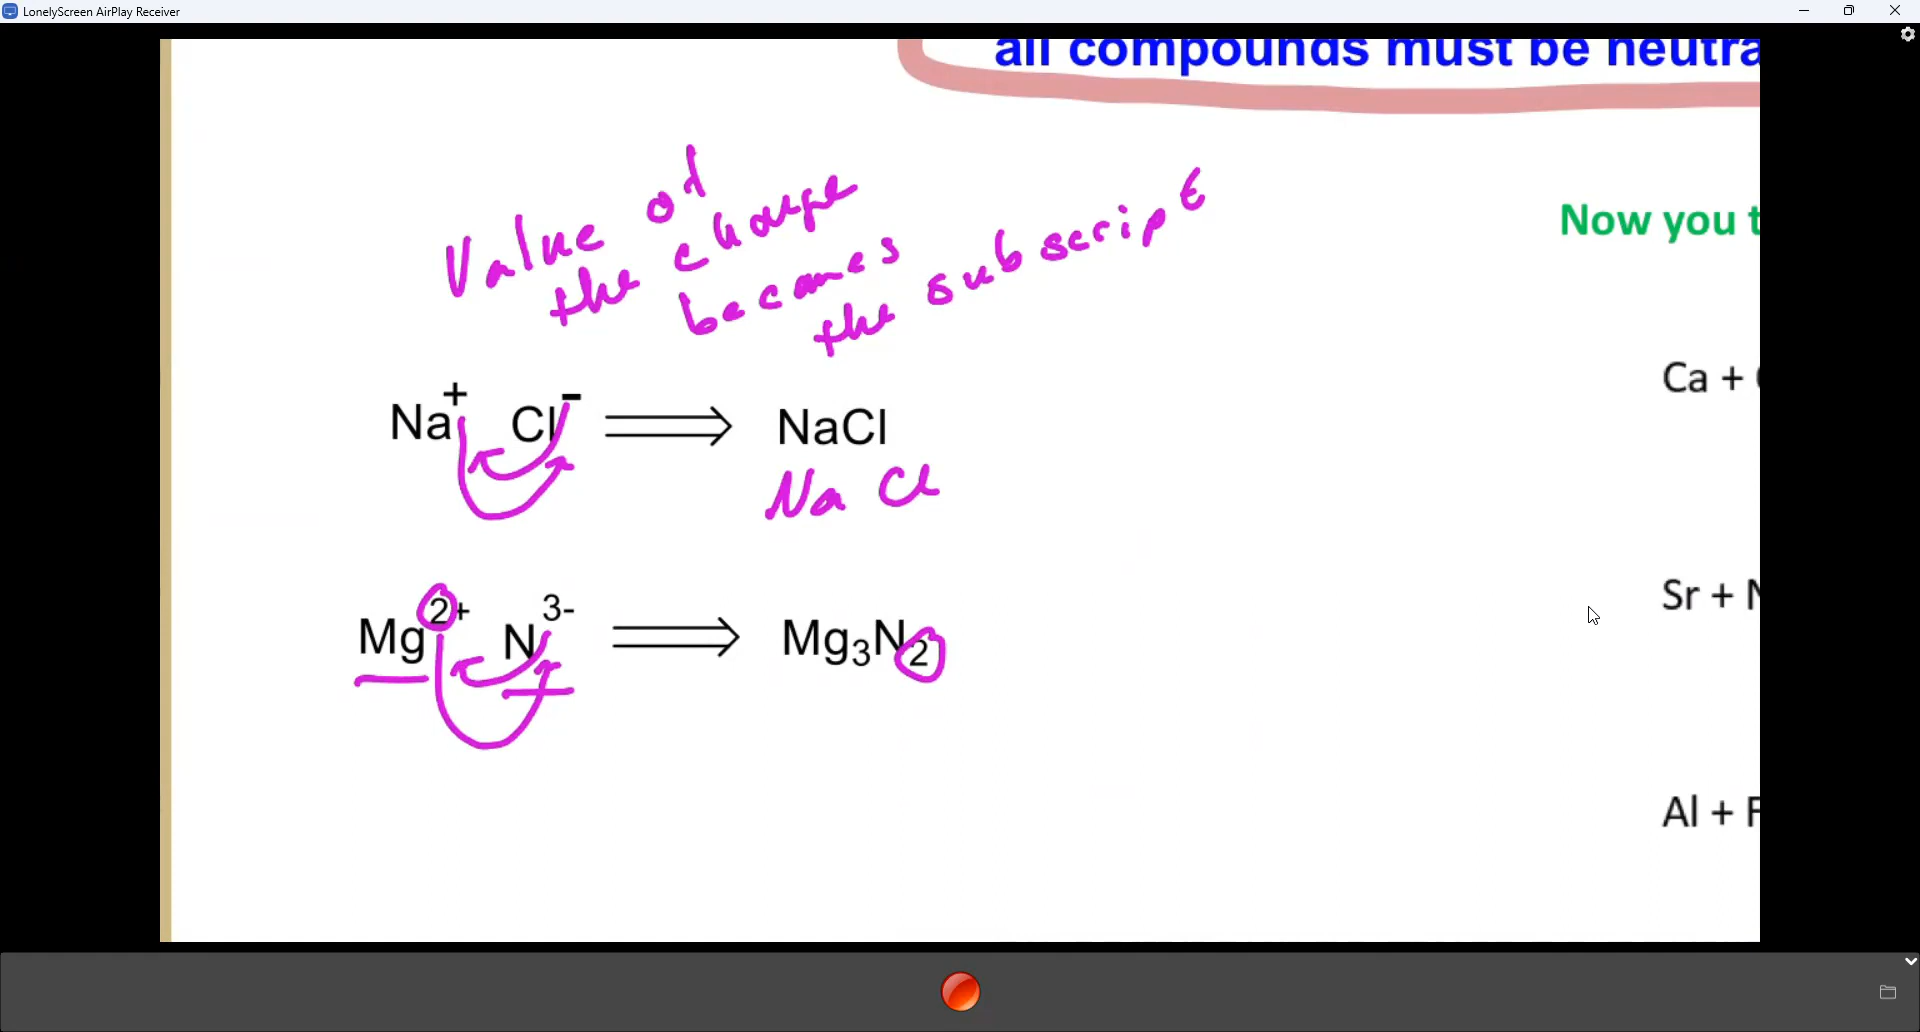 LonelyScreen AirPlay Receiver
all compounds must be neutra
Value of
the charge
becomes
the subscript
Now you t
Na+ Cl- ⟹ NaCl
Na Cl
Ca +
Mg2+ N3- ⟹ Mg3N2
Sr + N
Al + F